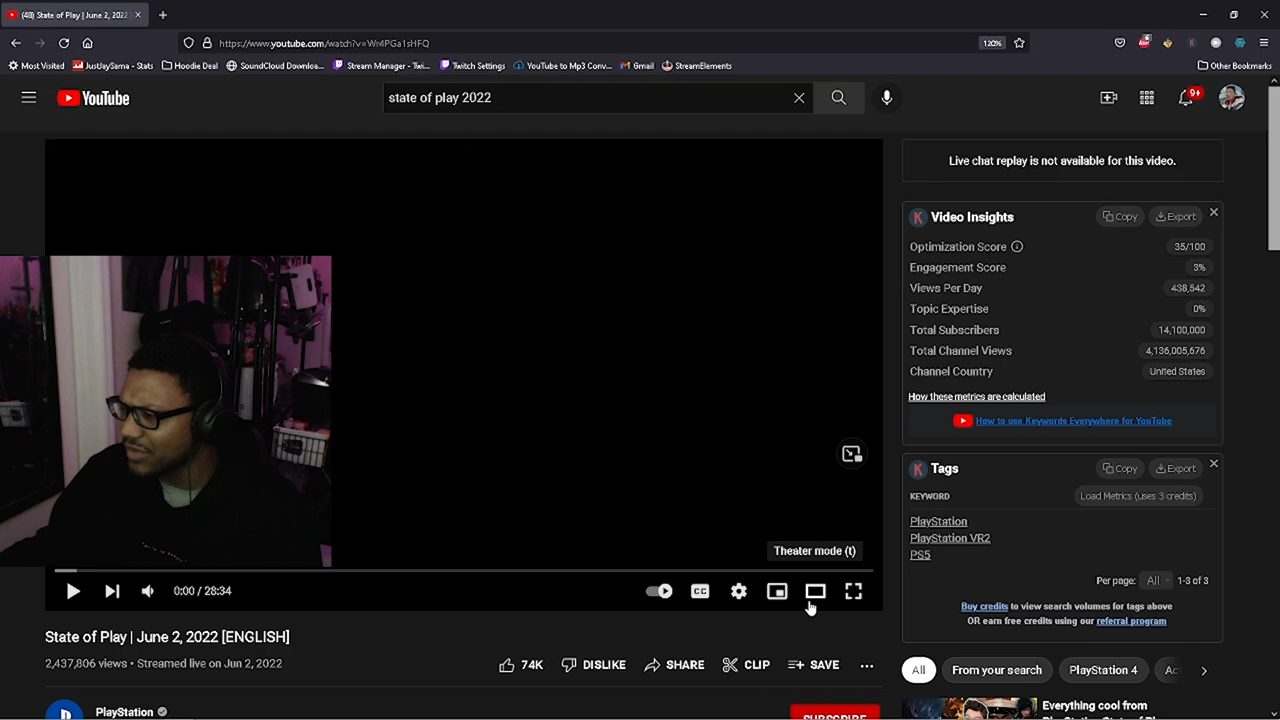 (48) State of Play | June 2, 2022
https://www.youtube.com/watch?v=Wr4PGa1sHFQ
120%
Most Visited
JustJaySama - Stats
Hoodie Deal
SoundCloud Downloa...
Stream Manager - Twi...
Twitch Settings
YouTube to Mp3 Conv...
Gmail
StreamElements
Other Bookmarks
YouTube
state of play 2022
9+
Live chat replay is not available for this video.
K Video Insights
Copy
Export
Optimization Score 35/100
Engagement Score 3%
Views Per Day 438,542
Topic Expertise 0%
Total Subscribers 14,100,000
Total Channel Views 4,136,005,676
Channel Country United States
How these metrics are calculated
How to use Keywords Everywhere for YouTube
K Tags
Copy
Export
KEYWORD
Load Metrics (uses 3 credits)
PlayStation
PlayStation VR2
PS5
Per page: All 1-3 of 3
Buy credits to view search volumes for tags above
OR earn free credits using our referral program
Theater mode (t)
0:00 / 28:34
CC
State of Play | June 2, 2022 [ENGLISH]
2,437,806 views • Streamed live on Jun 2, 2022
74K
DISLIKE
SHARE
CLIP
SAVE
All
From your search
PlayStation 4
PlayStation
SUBSCRIBE
Everything cool from